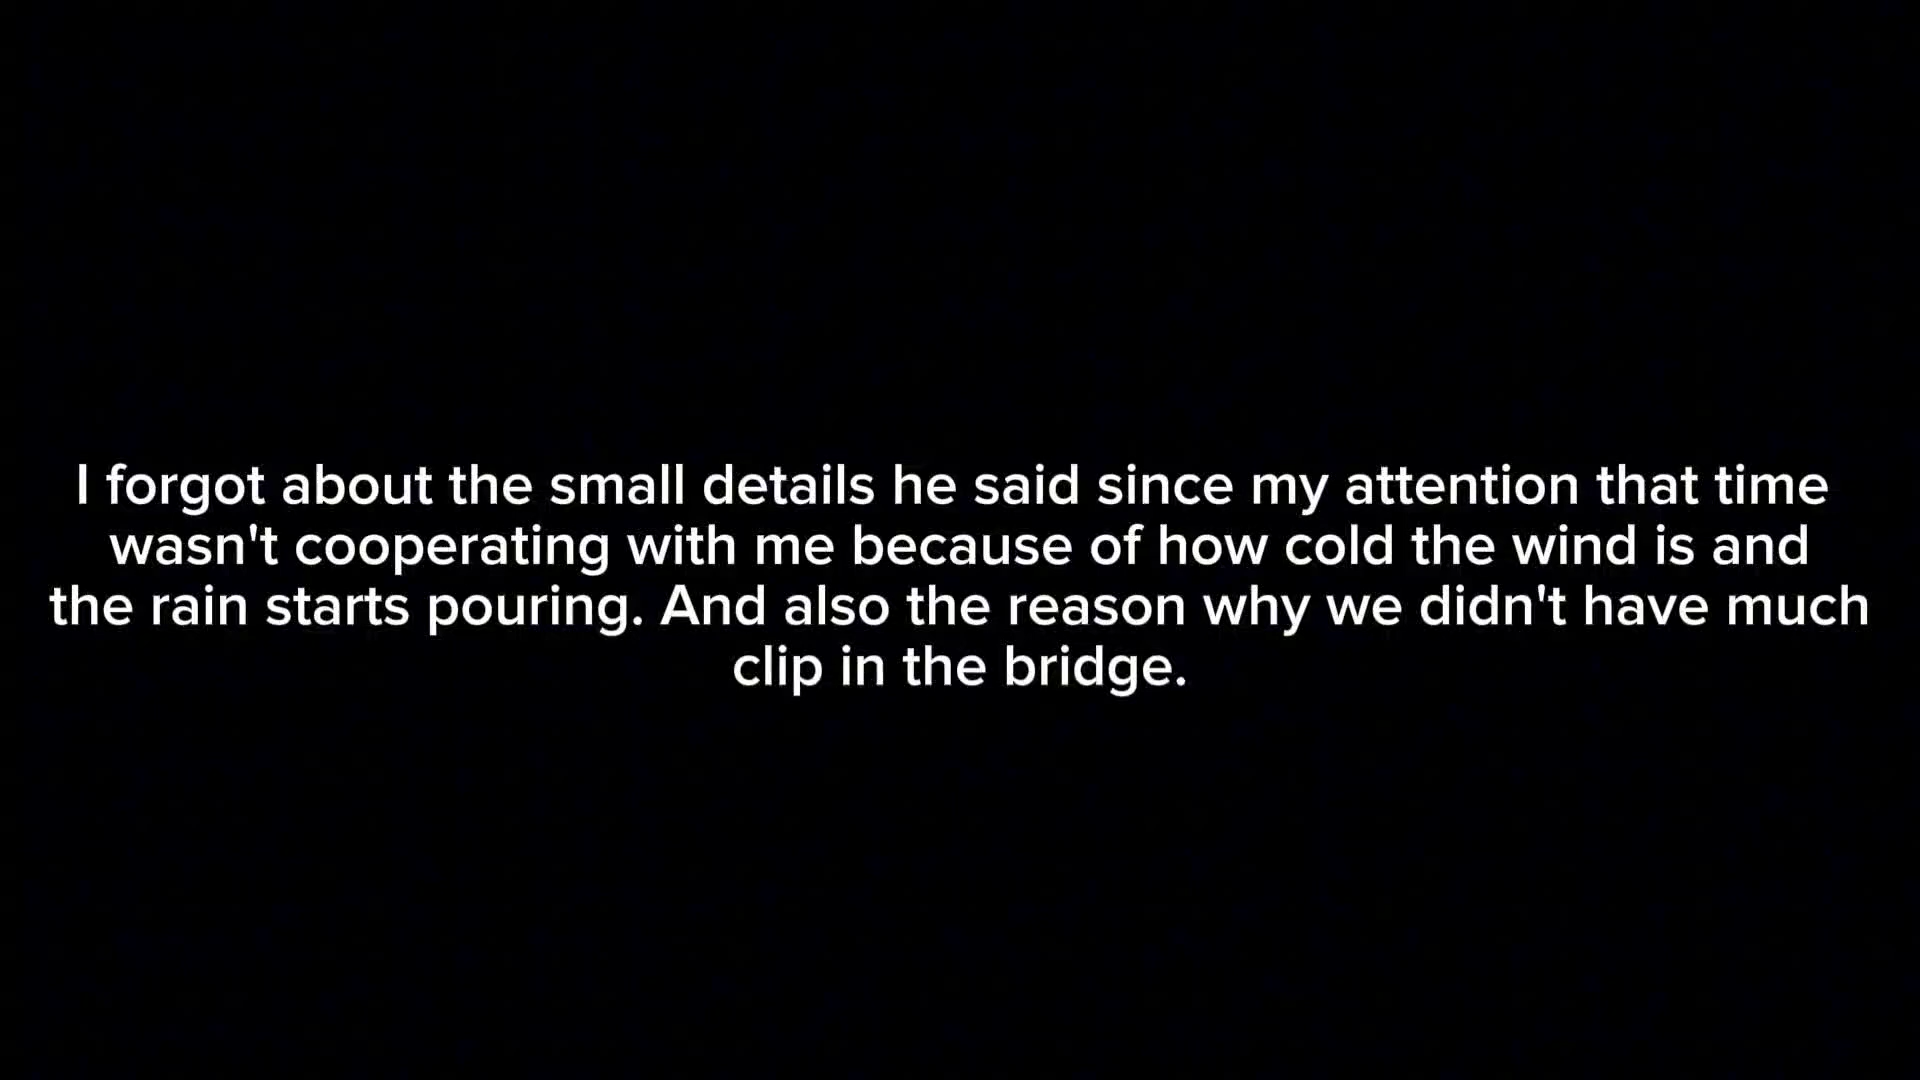 I forgot about the small details he said since my attention that time
wasn't cooperating with me because of how cold the wind is and
the rain starts pouring. And also the reason why we didn't have much
clip in the bridge.